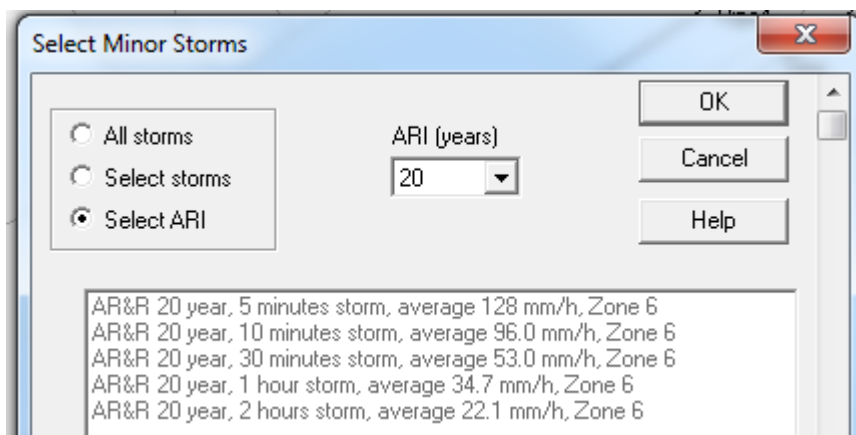 Select Minor Storms
All storms
Select storms
Select ARI
ARI (years)
20
OK
Cancel
Help
AR&R 20 year, 5 minutes storm, average 128 mm/h, Zone 6
AR&R 20 year, 10 minutes storm, average 96.0 mm/h, Zone 6
AR&R 20 year, 30 minutes storm, average 53.0 mm/h, Zone 6
AR&R 20 year, 1 hour storm, average 34.7 mm/h, Zone 6
AR&R 20 year, 2 hours storm, average 22.1 mm/h, Zone 6